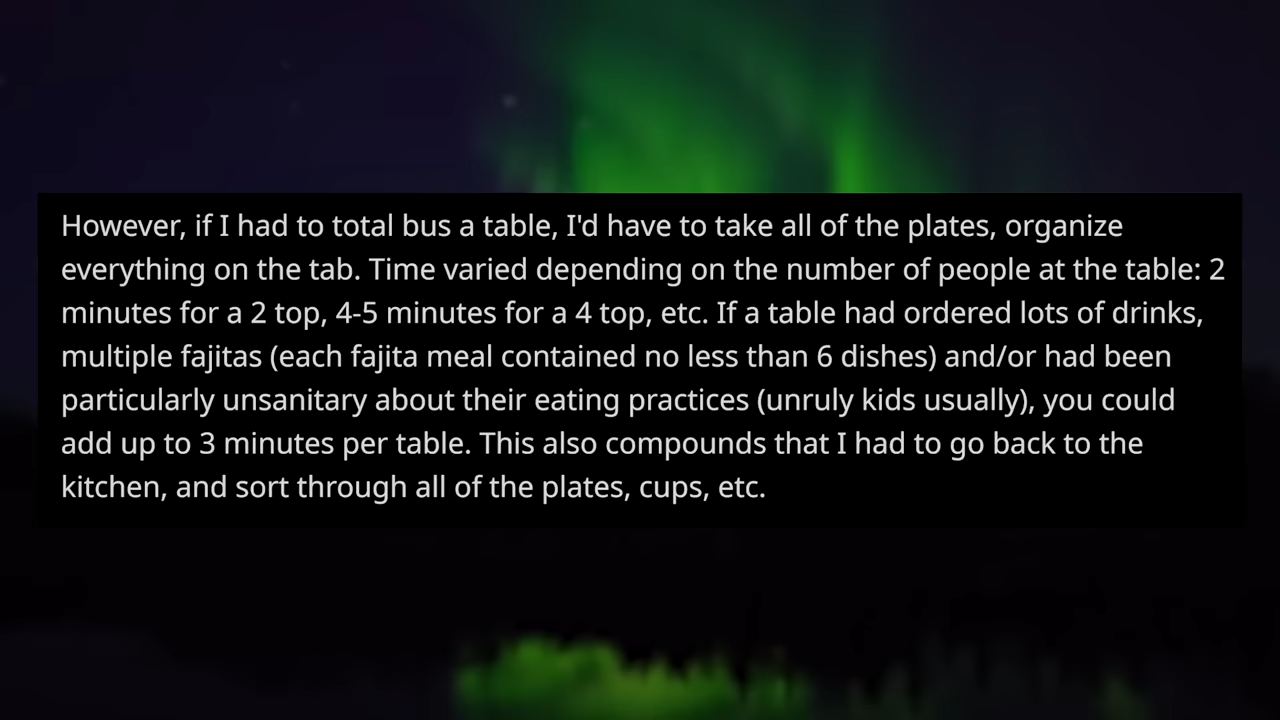 However, if I had to total bus a table, I'd have to take all of the plates, organize
everything on the tab. Time varied depending on the number of people at the table: 2
minutes for a 2 top, 4-5 minutes for a 4 top, etc. If a table had ordered lots of drinks,
multiple fajitas (each fajita meal contained no less than 6 dishes) and/or had been
particularly unsanitary about their eating practices (unruly kids usually), you could
add up to 3 minutes per table. This also compounds that I had to go back to the
kitchen, and sort through all of the plates, cups, etc.